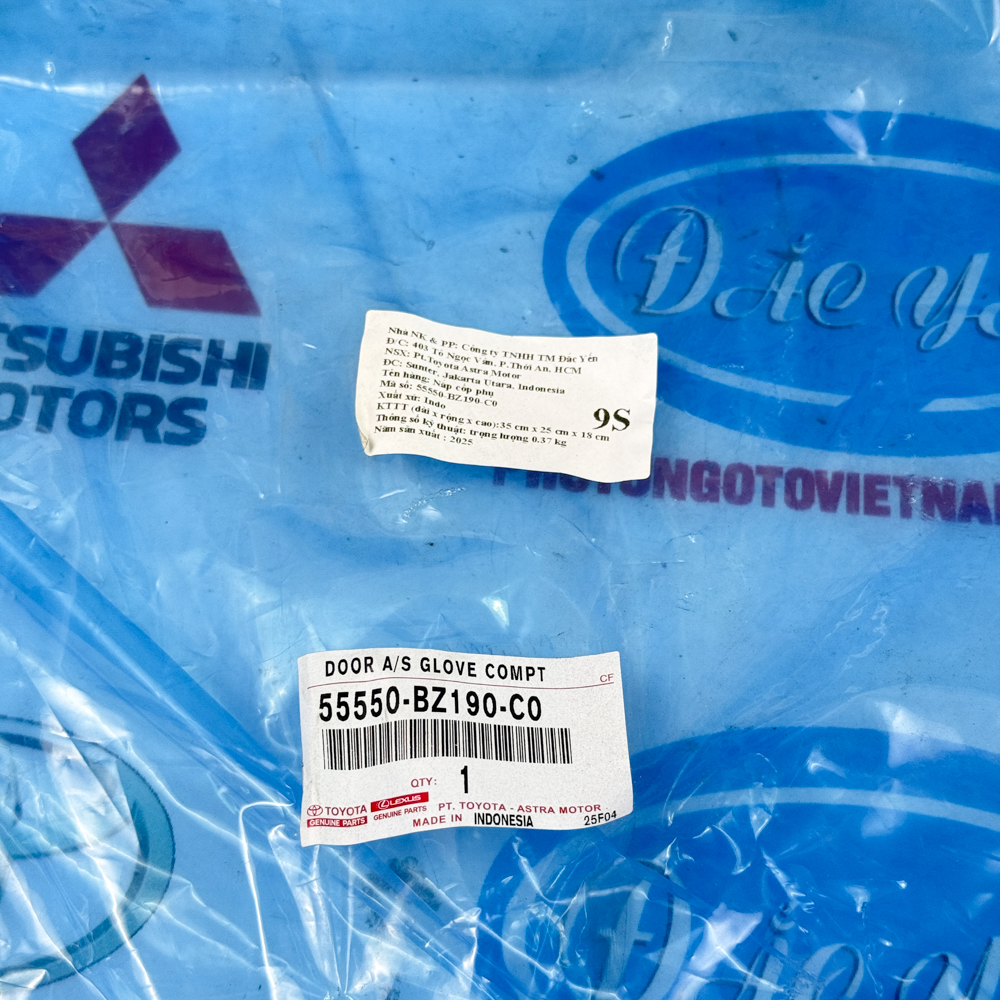 TSUBISHI
OTORS
ĐẮC Y
Nhà NK & PP: Công ty TNHH TM Đắc Yến
Đ/C: 403 Tô Ngọc Vân, P.Thới An, HCM
NSX: Pt.Toyota Astra Motor
ĐC: Sunter, Jakarta Utara, Indonesia
Tên hàng: Nắp cốp phụ
Mã số: 55550-BZ190-C0
Xuất xứ: Indo
KTTT (dài x rộng x cao):35 cm x 25 cm x 18 cm
Thông số kỹ thuật: trọng lượng 0.37 kg
Năm sản xuất : 2025
9S
PHUTUNGOTOVIETNA
DOOR A/S GLOVE COMPT
CF
55550-BZ190-C0
QTY: 1
TOYOTA
GENUINE PARTS
LEXUS
GENUINE PARTS
PT. TOYOTA - ASTRA MOTOR
MADE IN INDONESIA
25F04
ĐẮC Y